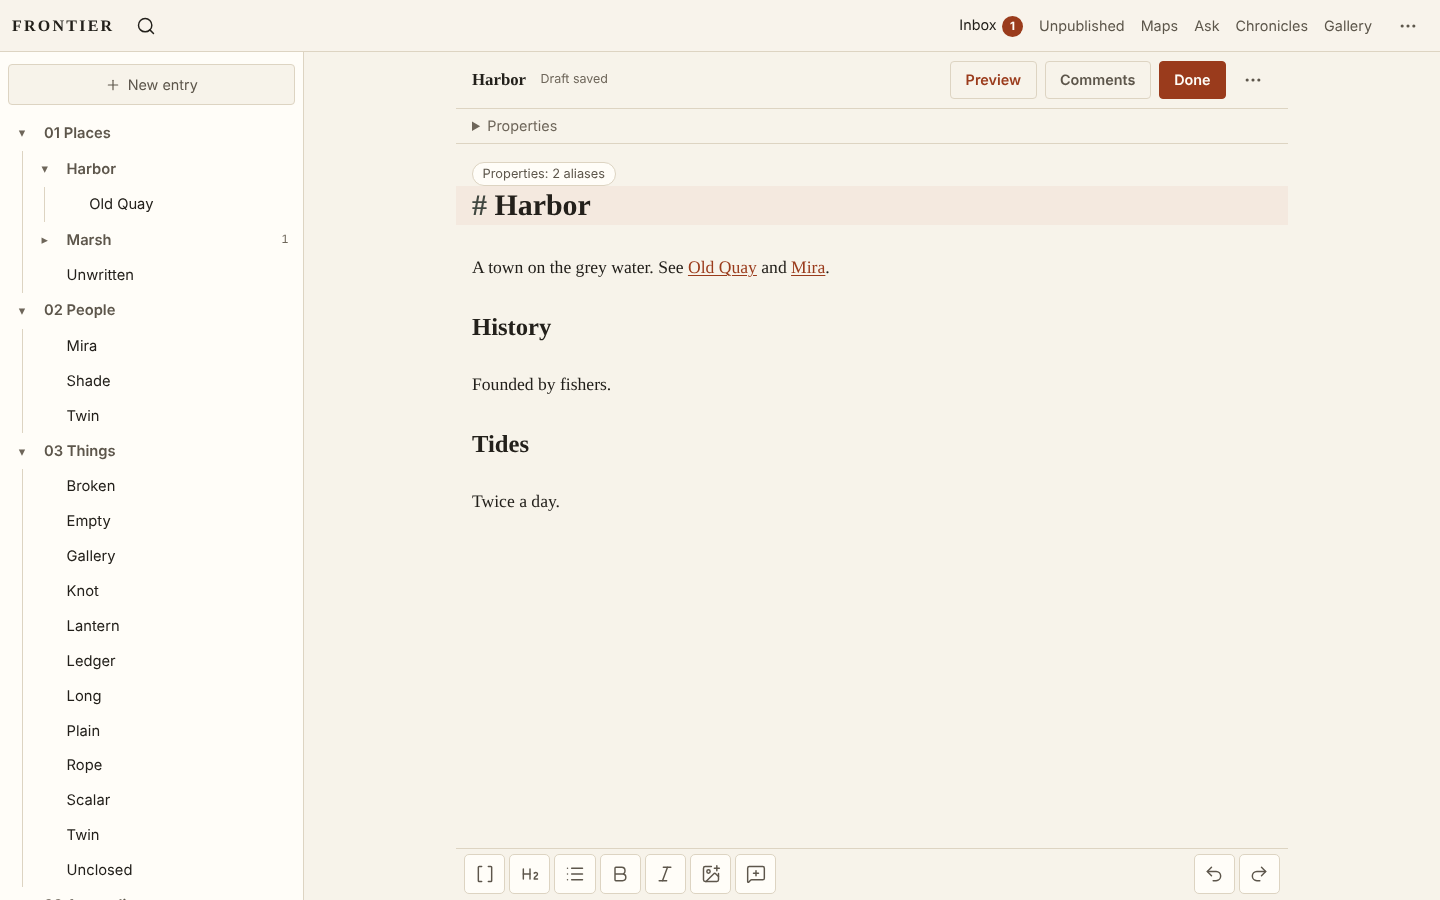 FRONTIER
Inbox 1 Unpublished Maps Ask Chronicles Gallery
New entry
01 Places
Harbor
Old Quay
Marsh 1
Unwritten
02 People
Mira
Shade
Twin
03 Things
Broken
Empty
Gallery
Knot
Lantern
Ledger
Long
Plain
Rope
Scalar
Twin
Unclosed
Harbor Draft saved Preview Comments Done
Properties
Properties: 2 aliases
# Harbor
A town on the grey water. See Old Quay and Mira.
History
Founded by fishers.
Tides
Twice a day.
H2 B I